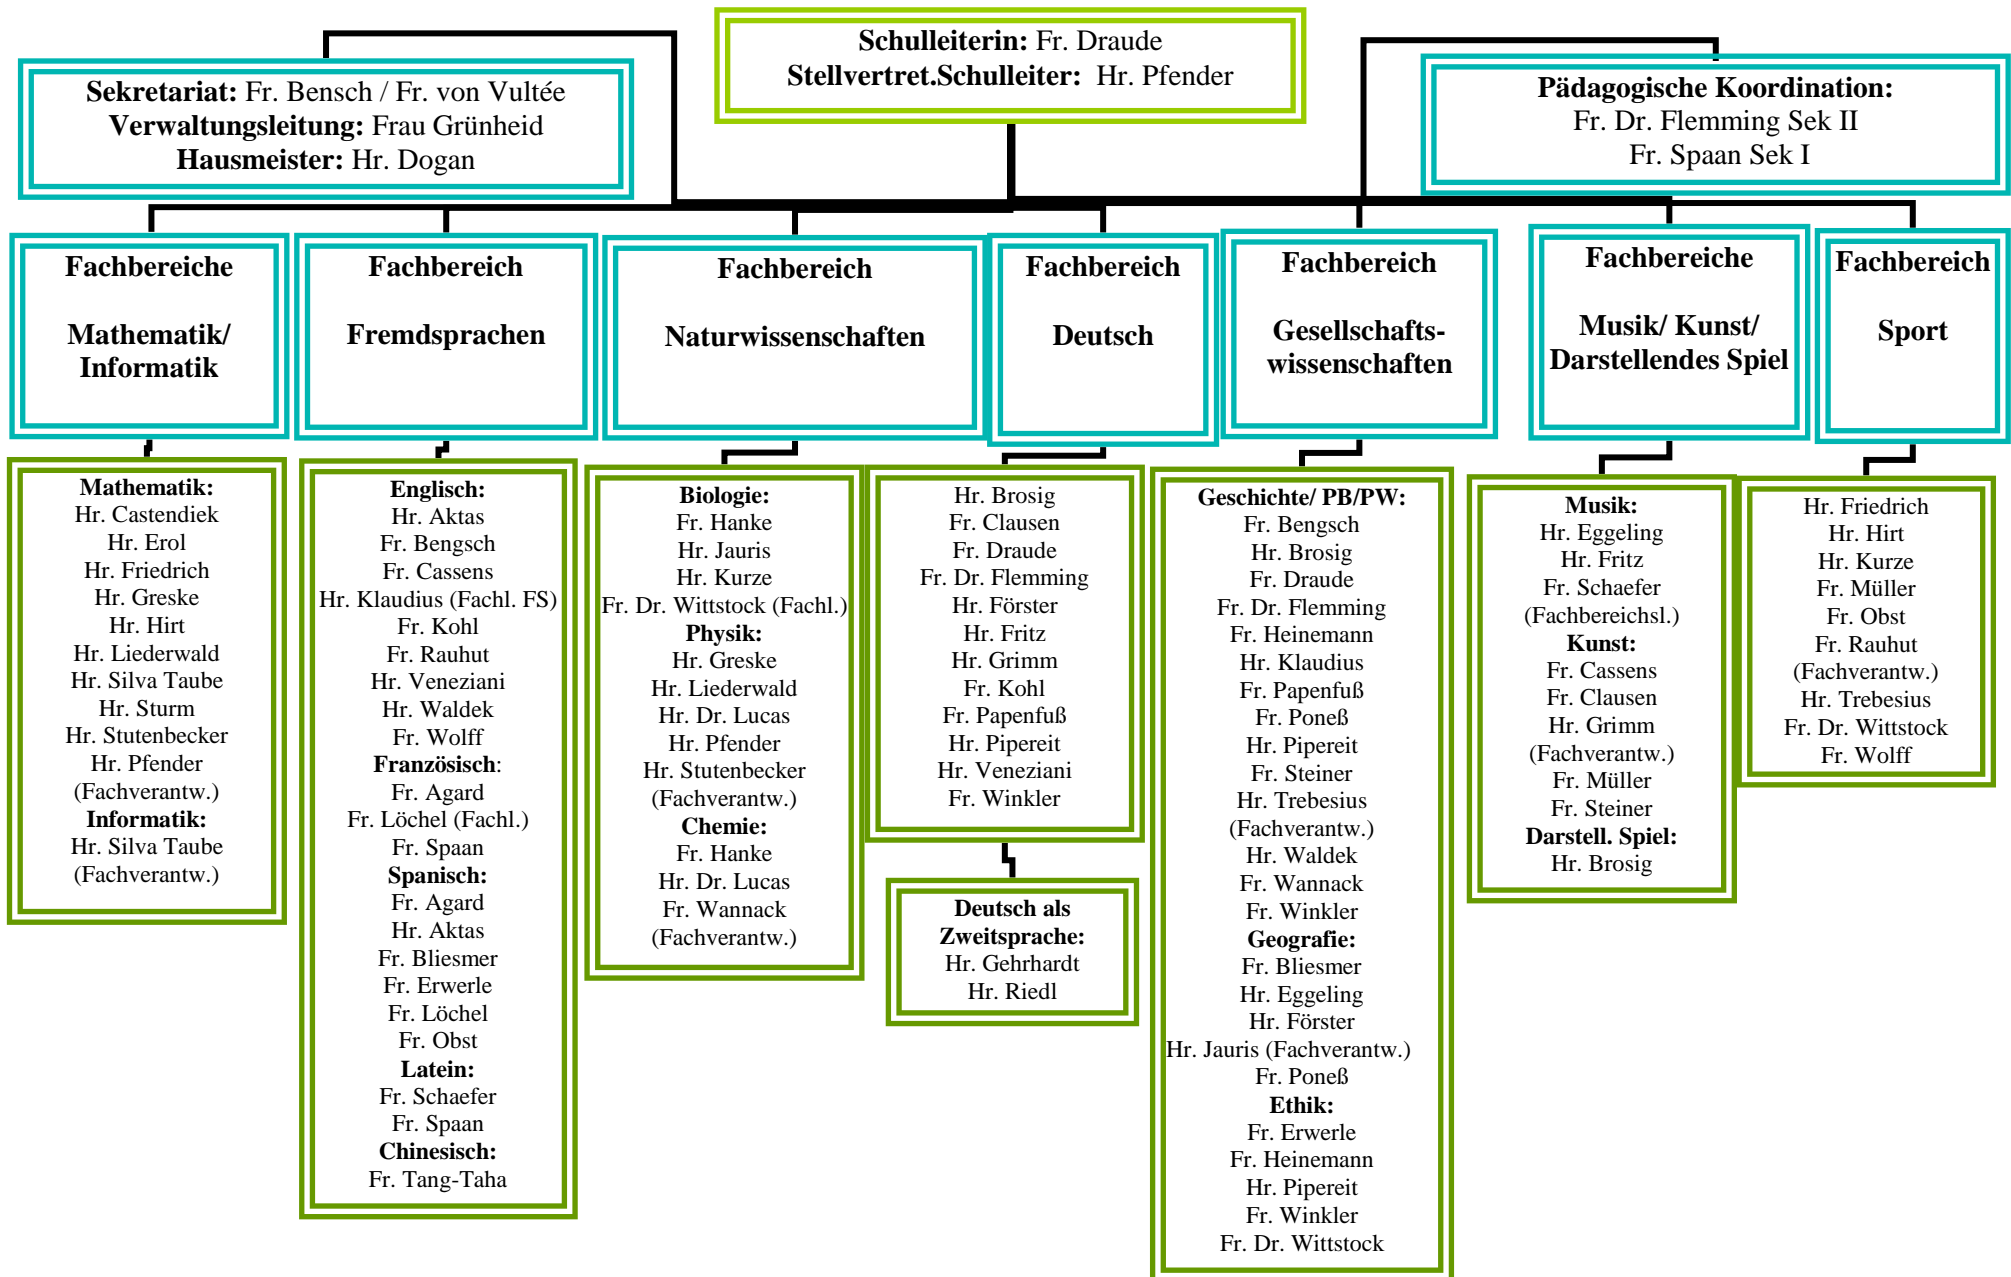 Schulleiterin: Fr. Draude
Stellvertret.Schulleiter: Hr. Pfender
Sekretariat: Fr. Bensch / Fr. von Vultée
Verwaltungsleitung: Frau Grünheid
Hausmeister: Hr. Dogan
Pädagogische Koordination:
Fr. Dr. Flemming Sek II
Fr. Spaan Sek I
Fachbereiche
Mathematik/
Informatik
Fachbereich
Fremdsprachen
Fachbereich
Naturwissenschaften
Fachbereich
Deutsch
Fachbereich
Gesellschafts-
wissenschaften
Fachbereiche
Musik/ Kunst/
Darstellendes Spiel
Fachbereich
Sport
Mathematik:
Hr. Castendiek
Hr. Erol
Hr. Friedrich
Hr. Greske
Hr. Hirt
Hr. Liederwald
Hr. Silva Taube
Hr. Sturm
Hr. Stutenbecker
Hr. Pfender
(Fachverantw.)
Informatik:
Hr. Silva Taube
(Fachverantw.)
Englisch:
Hr. Aktas
Fr. Bengsch
Fr. Cassens
Hr. Klaudius (Fachl. FS)
Fr. Kohl
Fr. Rauhut
Hr. Veneziani
Hr. Waldek
Fr. Wolff
Französisch:
Fr. Agard
Fr. Löchel (Fachl.)
Fr. Spaan
Spanisch:
Fr. Agard
Hr. Aktas
Fr. Bliesmer
Fr. Erwerle
Fr. Löchel
Fr. Obst
Latein:
Fr. Schaefer
Fr. Spaan
Chinesisch:
Fr. Tang-Taha
Biologie:
Fr. Hanke
Hr. Jauris
Hr. Kurze
Fr. Dr. Wittstock (Fachl.)
Physik:
Hr. Greske
Hr. Liederwald
Hr. Dr. Lucas
Hr. Pfender
Hr. Stutenbecker
(Fachverantw.)
Chemie:
Fr. Hanke
Hr. Dr. Lucas
Fr. Wannack
(Fachverantw.)
Hr. Brosig
Fr. Clausen
Fr. Draude
Fr. Dr. Flemming
Hr. Förster
Hr. Fritz
Hr. Grimm
Fr. Kohl
Fr. Papenfuß
Hr. Pipereit
Hr. Veneziani
Fr. Winkler
Deutsch als
Zweitsprache:
Hr. Gehrhardt
Hr. Riedl
Geschichte/ PB/PW:
Fr. Bengsch
Hr. Brosig
Fr. Draude
Fr. Dr. Flemming
Fr. Heinemann
Hr. Klaudius
Fr. Papenfuß
Fr. Poneß
Hr. Pipereit
Fr. Steiner
Hr. Trebesius
(Fachverantw.)
Hr. Waldek
Fr. Wannack
Fr. Winkler
Geografie:
Fr. Bliesmer
Hr. Eggeling
Hr. Förster
Hr. Jauris (Fachverantw.)
Fr. Poneß
Ethik:
Fr. Erwerle
Fr. Heinemann
Hr. Pipereit
Fr. Winkler
Fr. Dr. Wittstock
Musik:
Hr. Eggeling
Hr. Fritz
Fr. Schaefer
(Fachbereichsl.)
Kunst:
Fr. Cassens
Fr. Clausen
Hr. Grimm
(Fachverantw.)
Fr. Müller
Fr. Steiner
Darstell. Spiel:
Hr. Brosig
Hr. Friedrich
Hr. Hirt
Hr. Kurze
Fr. Müller
Fr. Obst
Fr. Rauhut
(Fachverantw.)
Hr. Trebesius
Fr. Dr. Wittstock
Fr. Wolff